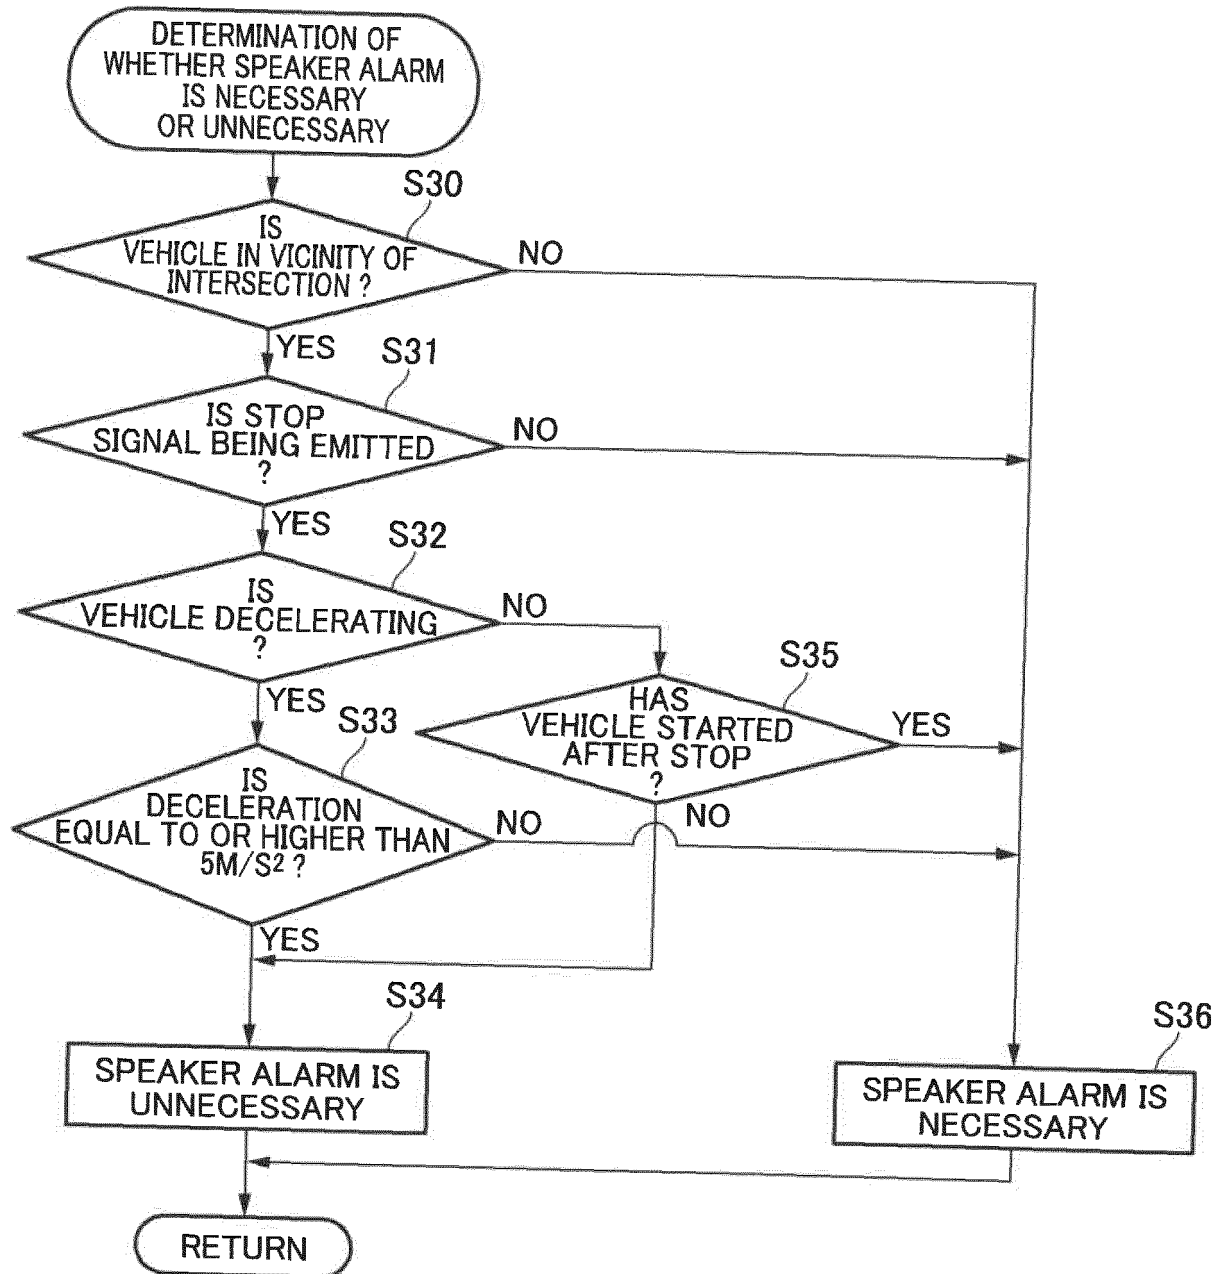 DETERMINATION OF
WHETHER SPEAKER ALARM
IS NECESSARY
OR UNNECESSARY
S30
IS
VEHICLE IN VICINITY OF
INTERSECTION ?
NO
YES
S31
IS STOP
SIGNAL BEING EMITTED
?
NO
YES
S32
IS
VEHICLE DECELERATING
?
NO
YES
S35
HAS
VEHICLE STARTED
AFTER STOP
?
YES
NO
S33
IS
DECELERATION
EQUAL TO OR HIGHER THAN
5M/S² ?
NO
YES
S34
SPEAKER ALARM IS
UNNECESSARY
S36
SPEAKER ALARM IS
NECESSARY
RETURN